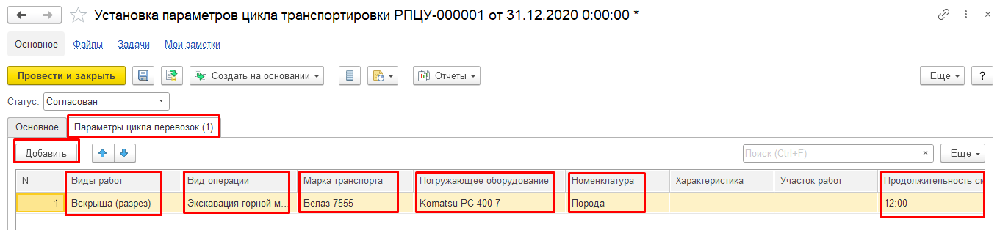 Установка параметров цикла транспортировки РПЦУ-000001 от 31.12.2020 0:00:00 *
Основное Файлы Задачи Мои заметки
Провести и закрыть Создать на основании Отчеты Еще ?
Статус: Согласован
Основное Параметры цикла перевозок (1)
Добавить Поиск (Ctrl+F) × Еще
N Виды работ Вид операции Марка транспорта Погружающее оборудование Номенклатура Характеристика Участок работ Продолжительность см
1 Вскрыша (разрез) Экскавация горной м... Белаз 7555 Komatsu PC-400-7 Порода 12:00